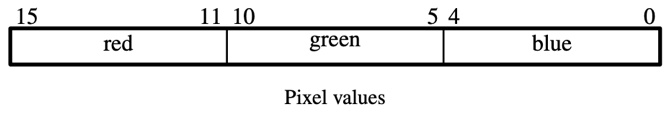 15 11 10 5 4 0
red green blue
Pixel values